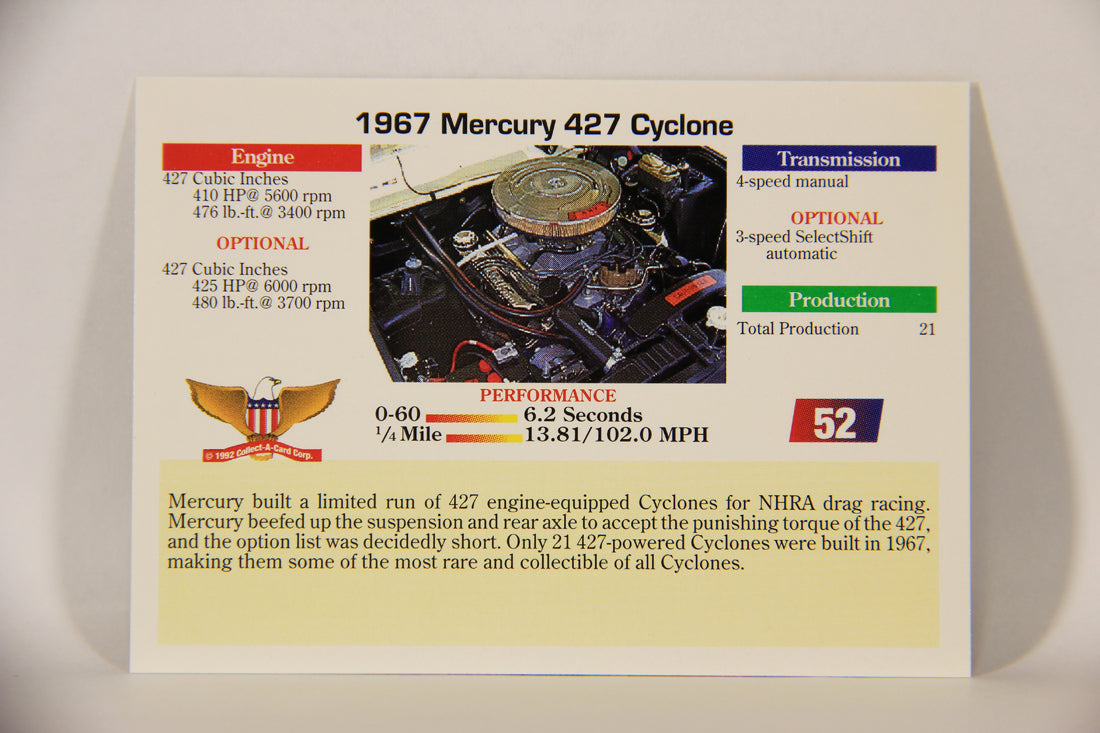 1967 Mercury 427 Cyclone
Engine
427 Cubic Inches
410 HP@ 5600 rpm
476 lb.-ft.@ 3400 rpm
OPTIONAL
427 Cubic Inches
425 HP@ 6000 rpm
480 lb.-ft.@ 3700 rpm
Transmission
4-speed manual
OPTIONAL
3-speed SelectShift
automatic
Production
Total Production 21
PERFORMANCE
0-60 6.2 Seconds
1/4 Mile 13.81/102.0 MPH
© 1992 Collect-A-Card Corp.
52
Mercury built a limited run of 427 engine-equipped Cyclones for NHRA drag racing.
Mercury beefed up the suspension and rear axle to accept the punishing torque of the 427,
and the option list was decidedly short. Only 21 427-powered Cyclones were built in 1967,
making them some of the most rare and collectible of all Cyclones.